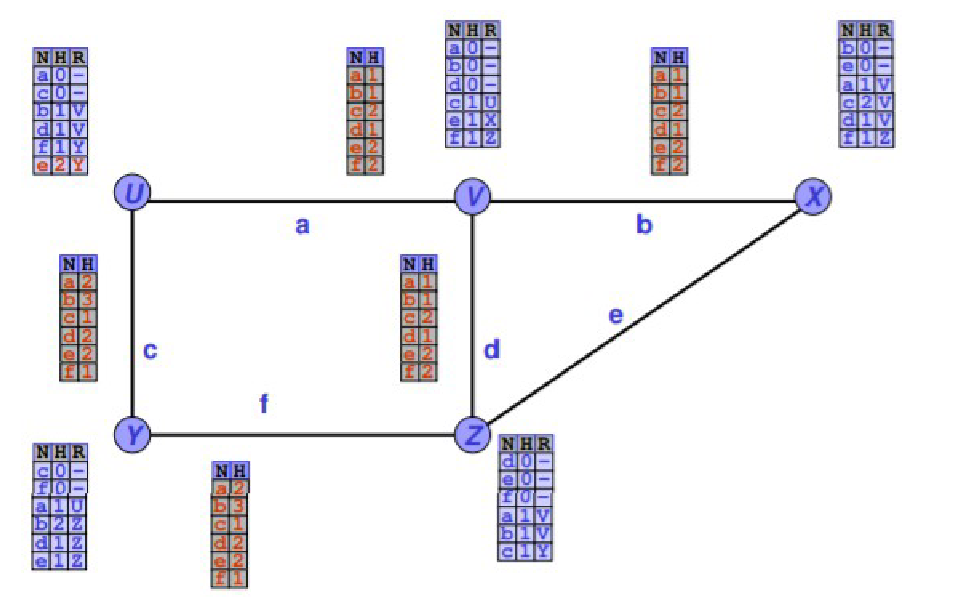 N H R
a 0 -
c 0 -
b 1 V
d 1 V
f 1 Y
e 2 Y
N H
a 1
b 1
c 2
d 1
e 2
f 2
N H R
a 0 -
b 0 -
d 0 -
c 1 U
e 1 X
f 1 Z
N H
a 1
b 1
c 2
d 1
e 2
f 2
N H R
b 0 -
e 0 -
a 1 V
c 2 V
d 1 V
f 1 Z
U
V
X
a
b
N H
a 2
b 3
c 1
d 2
e 2
f 1
c
N H
a 1
b 1
c 2
d 1
e 2
f 2
d
e
f
Y
Z
N H R
c 0 -
f 0 -
a 1 U
b 2 Z
d 1 Z
e 1 Z
N H
a 2
b 3
c 1
d 2
e 2
f 1
N H R
d 0 -
e 0 -
f 0 -
a 1 V
b 1 V
c 1 Y